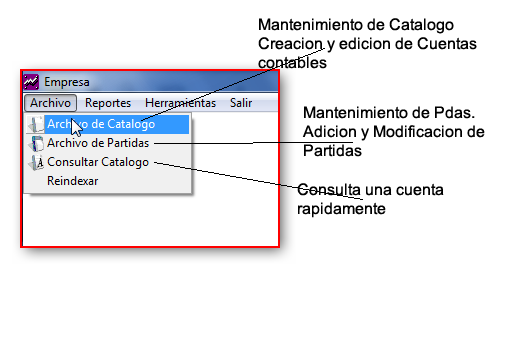 Mantenimiento de Catalogo
Creacion y edicion de Cuentas
contables
Empresa
Archivo Reportes Herramientas Salir
Archivo de Catalogo
Archivo de Partidas
Consultar Catalogo
Reindexar
Mantenimiento de Pdas.
Adicion y Modificacion de
Partidas
Consulta una cuenta
rapidamente